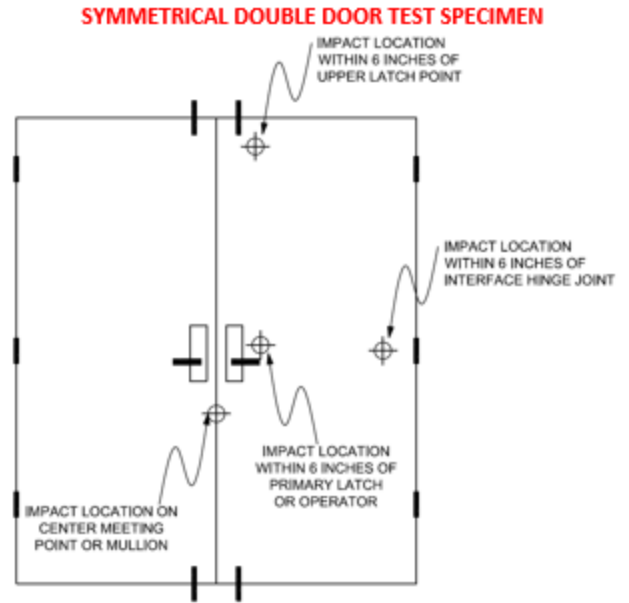 SYMMETRICAL DOUBLE DOOR TEST SPECIMEN
IMPACT LOCATION
WITHIN 6 INCHES OF
UPPER LATCH POINT
IMPACT LOCATION
WITHIN 6 INCHES OF
INTERFACE HINGE JOINT
IMPACT LOCATION
WITHIN 6 INCHES OF
PRIMARY LATCH
OR OPERATOR
IMPACT LOCATION ON
CENTER MEETING
POINT OR MULLION